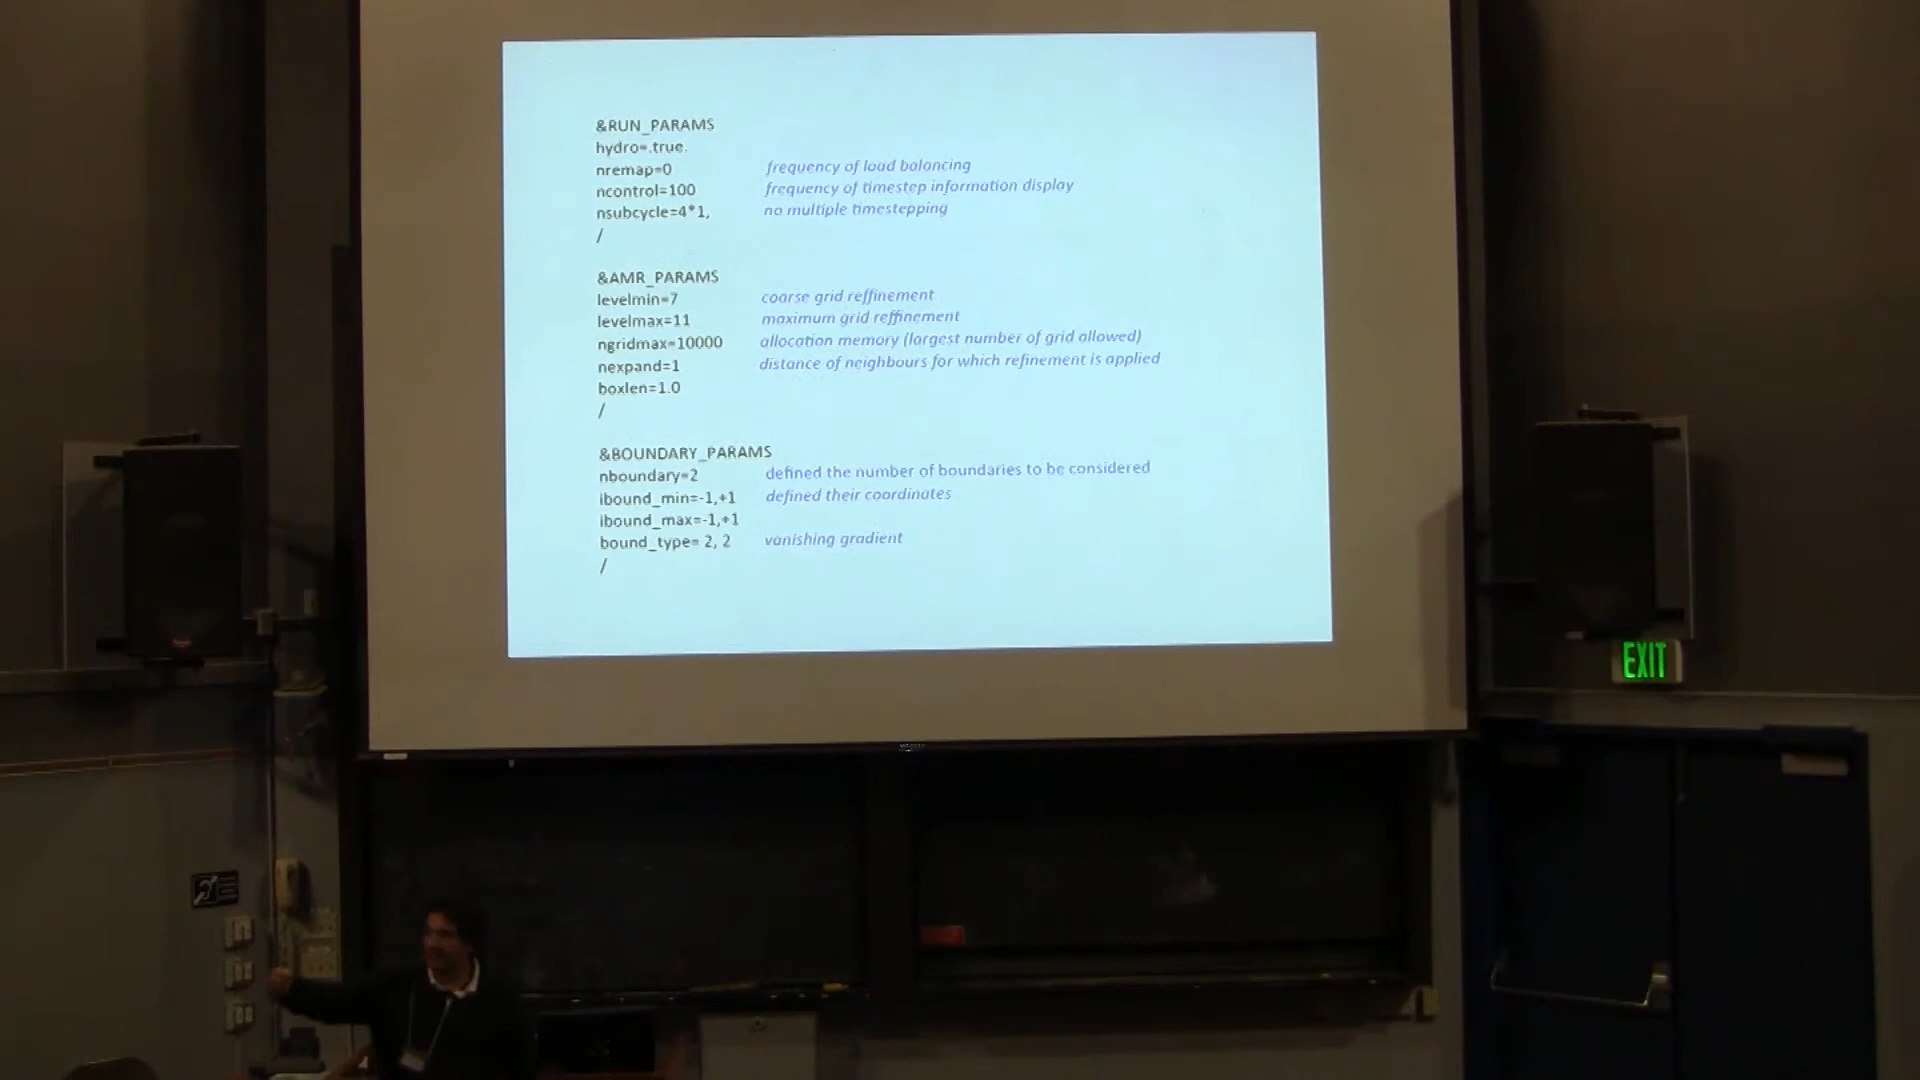 &RUN_PARAMS
hydro=.true.
nremap=0 frequency of load balancing
ncontrol=100 frequency of timestep information display
nsubcycle=4*1, no multiple timestepping
/
&AMR_PARAMS
levelmin=7 coarse grid reffinement
levelmax=11 maximum grid reffinement
ngridmax=10000 allocation memory (largest number of grid allowed)
nexpand=1 distance of neighbours for which refinement is applied
boxlen=1.0
/
&BOUNDARY_PARAMS
nboundary=2 defined the number of boundaries to be considered
ibound_min=-1,+1 defined their coordinates
ibound_max=-1,+1
bound_type= 2, 2 vanishing gradient
/
EXIT